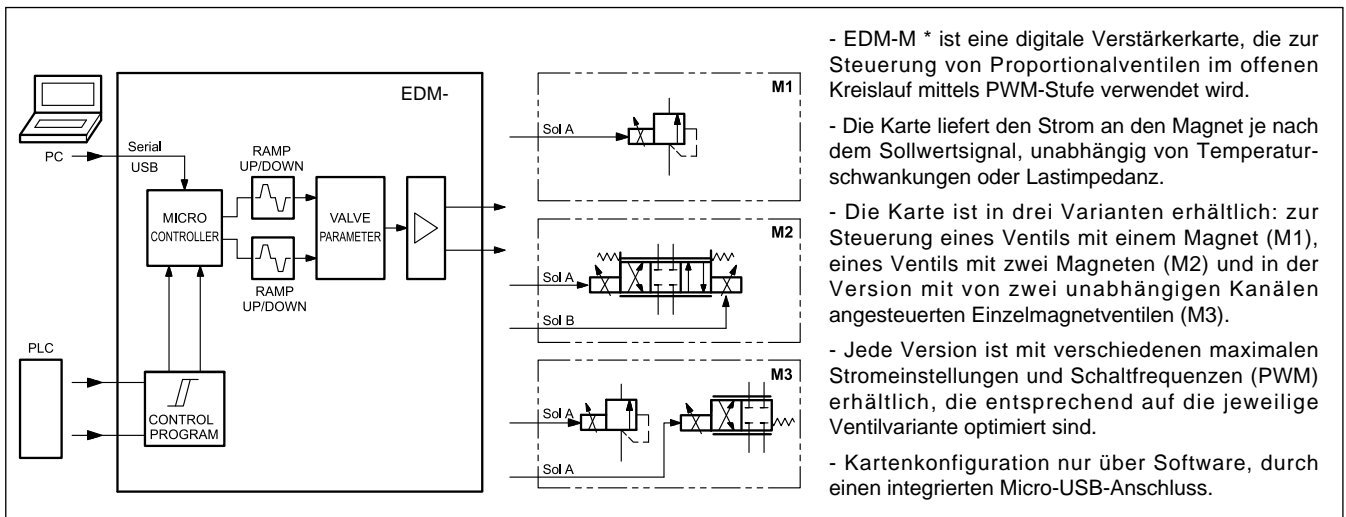 EDM-
PC
Serial
USB
RAMP
UP/DOWN
MICRO
CONTROLLER
VALVE
PARAMETER
RAMP
UP/DOWN
PLC
CONTROL
PROGRAM
M1
Sol A
M2
Sol A
Sol B
M3
Sol A
Sol A
- EDM-M * ist eine digitale Verstärkerkarte, die zur
Steuerung von Proportionalventilen im offenen
Kreislauf mittels PWM-Stufe verwendet wird.
- Die Karte liefert den Strom an den Magnet je nach
dem Sollwertsignal, unabhängig von Temperatur-
schwankungen oder Lastimpedanz.
- Die Karte ist in drei Varianten erhältlich: zur
Steuerung eines Ventils mit einem Magnet (M1),
eines Ventils mit zwei Magneten (M2) und in der
Version mit von zwei unabhängigen Kanälen
angesteuerten Einzelmagnetventilen (M3).
- Jede Version ist mit verschiedenen maximalen
Stromeinstellungen und Schaltfrequenzen (PWM)
erhältlich, die entsprechend auf die jeweilige
Ventilvariante optimiert sind.
- Kartenkonfiguration nur über Software, durch
einen integrierten Micro-USB-Anschluss.